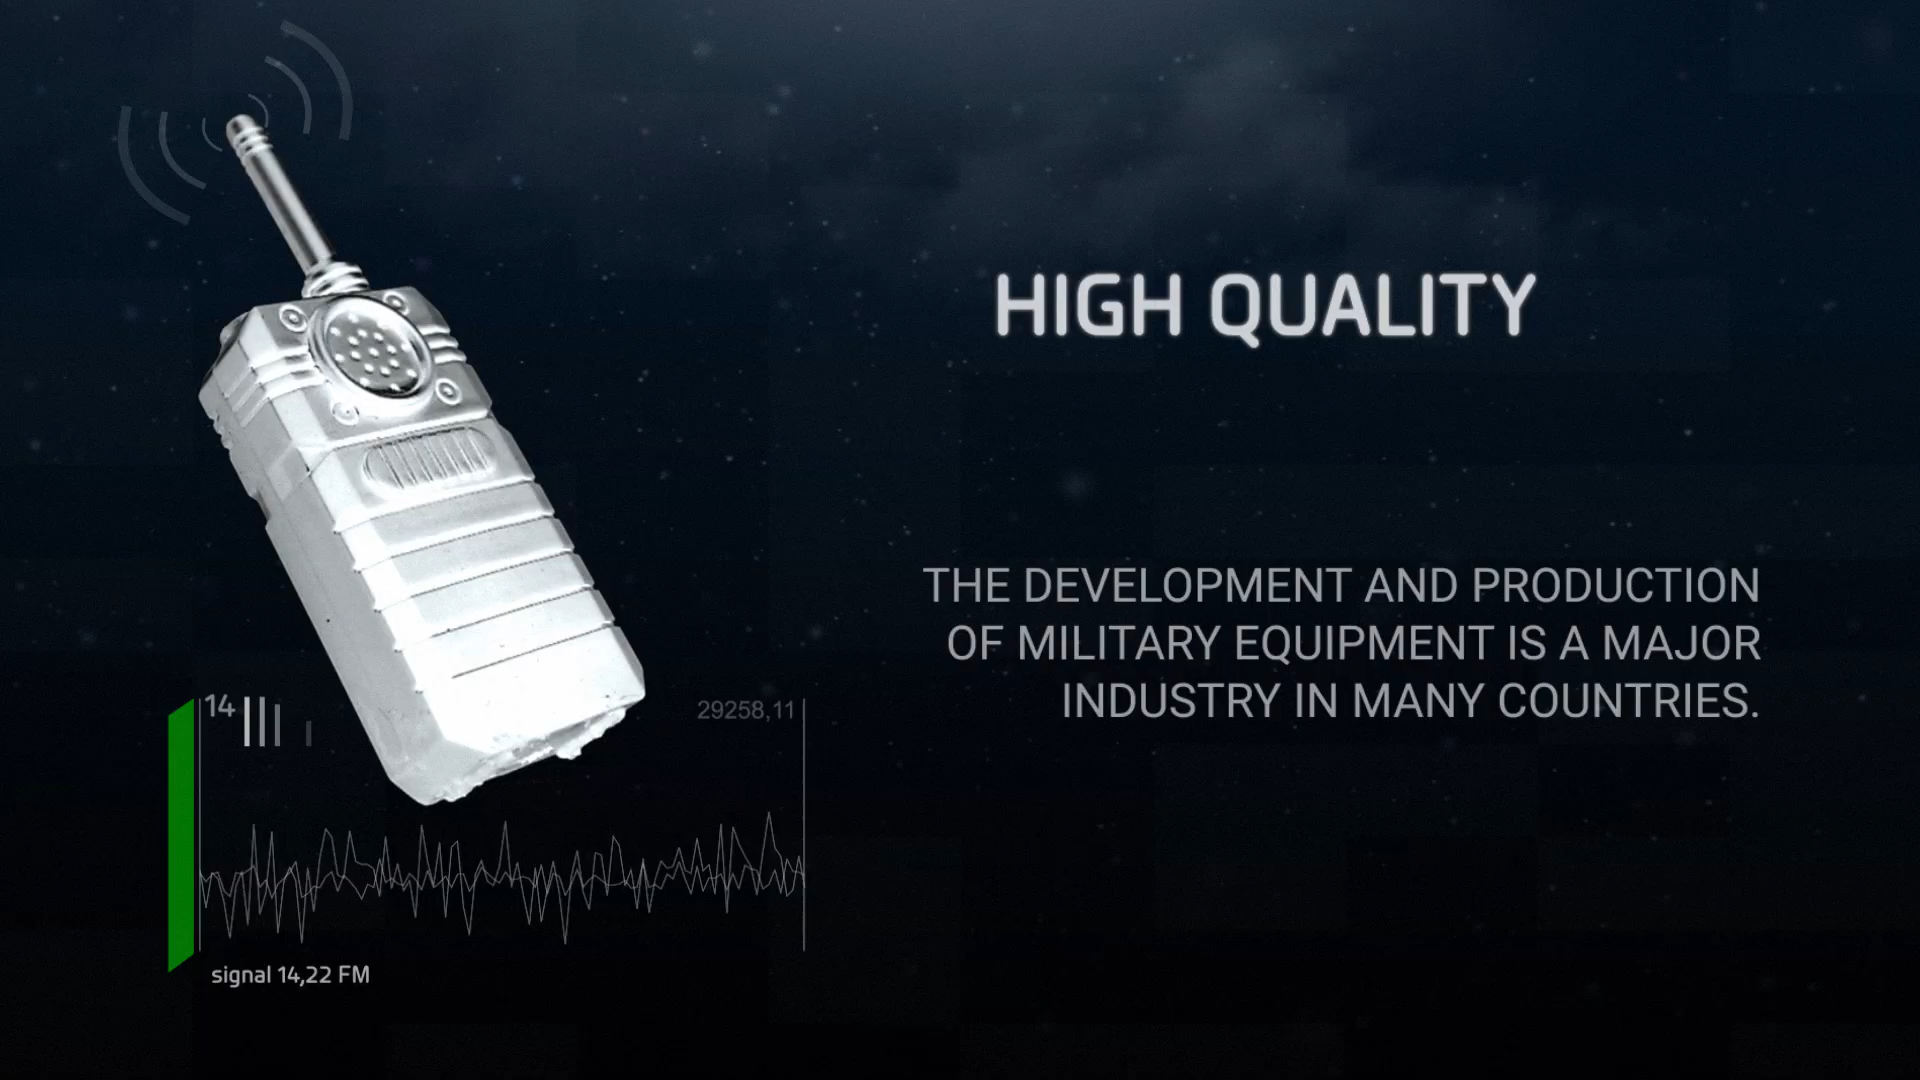 HIGH QUALITY
THE DEVELOPMENT AND PRODUCTION
OF MILITARY EQUIPMENT IS A MAJOR
INDUSTRY IN MANY COUNTRIES.
14
29258,11
signal 14,22 FM